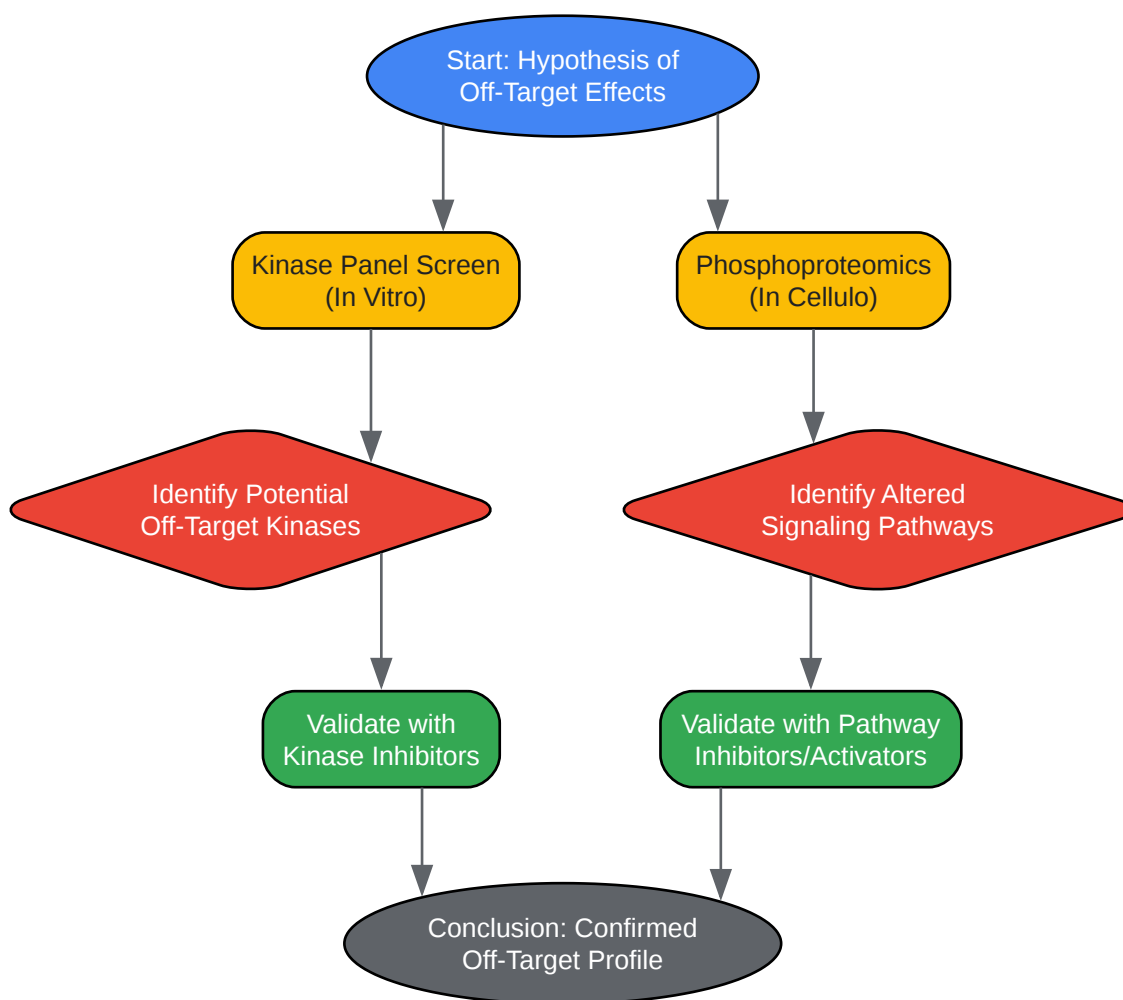 Start: Hypothesis of
Off-Target Effects
Kinase Panel Screen
(In Vitro)
Phosphoproteomics
(In Cellulo)
Identify Potential
Off-Target Kinases
Identify Altered
Signaling Pathways
Validate with
Kinase Inhibitors
Validate with Pathway
Inhibitors/Activators
Conclusion: Confirmed
Off-Target Profile